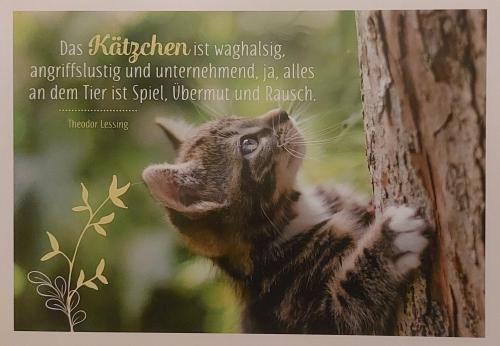 Das Kätzchen ist waghalsig,
angriffslustig und unternehmend, ja, alles
an dem Tier ist Spiel, Übermut und Rausch.
Theodor Lessing